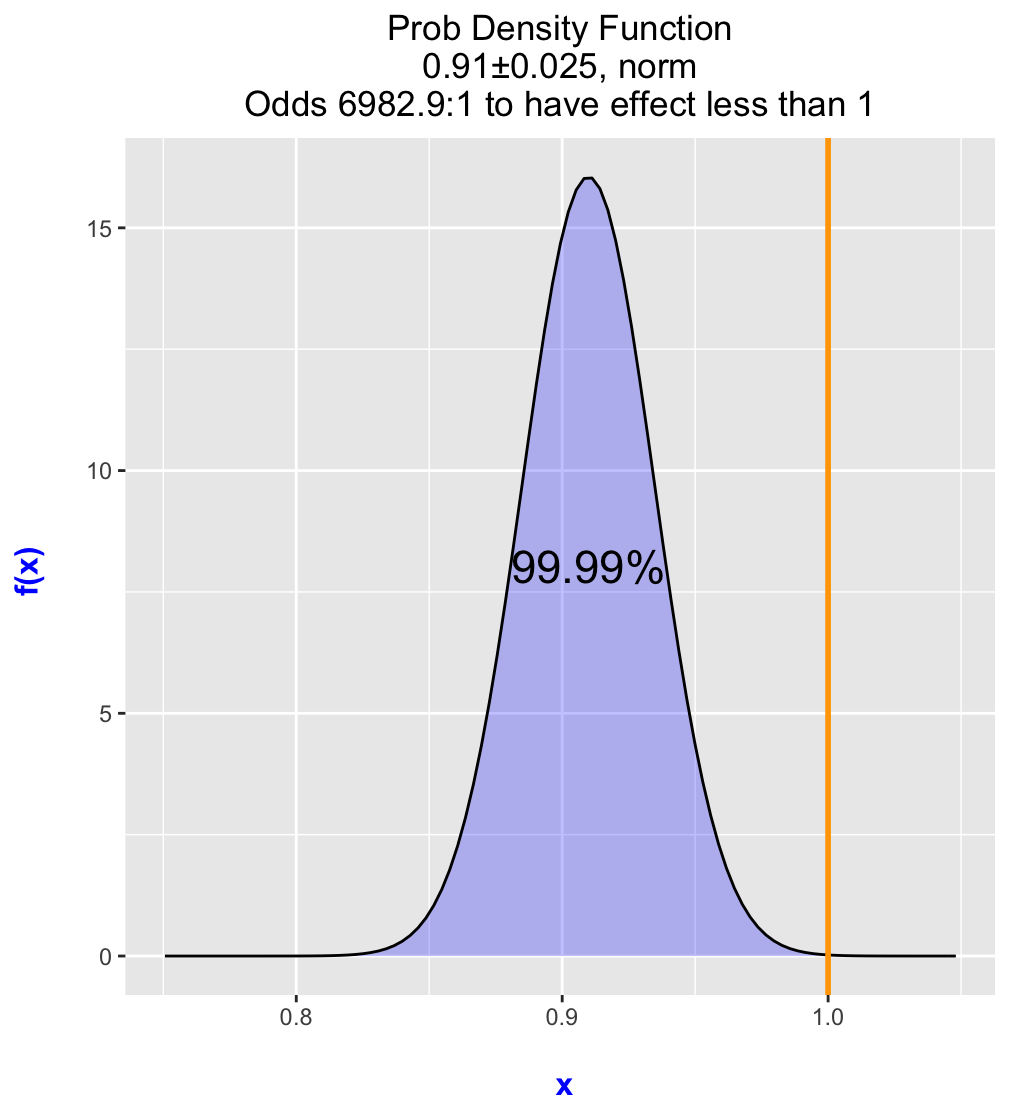 Prob Density Function
0.91±0.025, norm
Odds 6982.9:1 to have effect less than 1
15
10
5
0
f(x)
99.99%
0.8
0.9
1.0
x